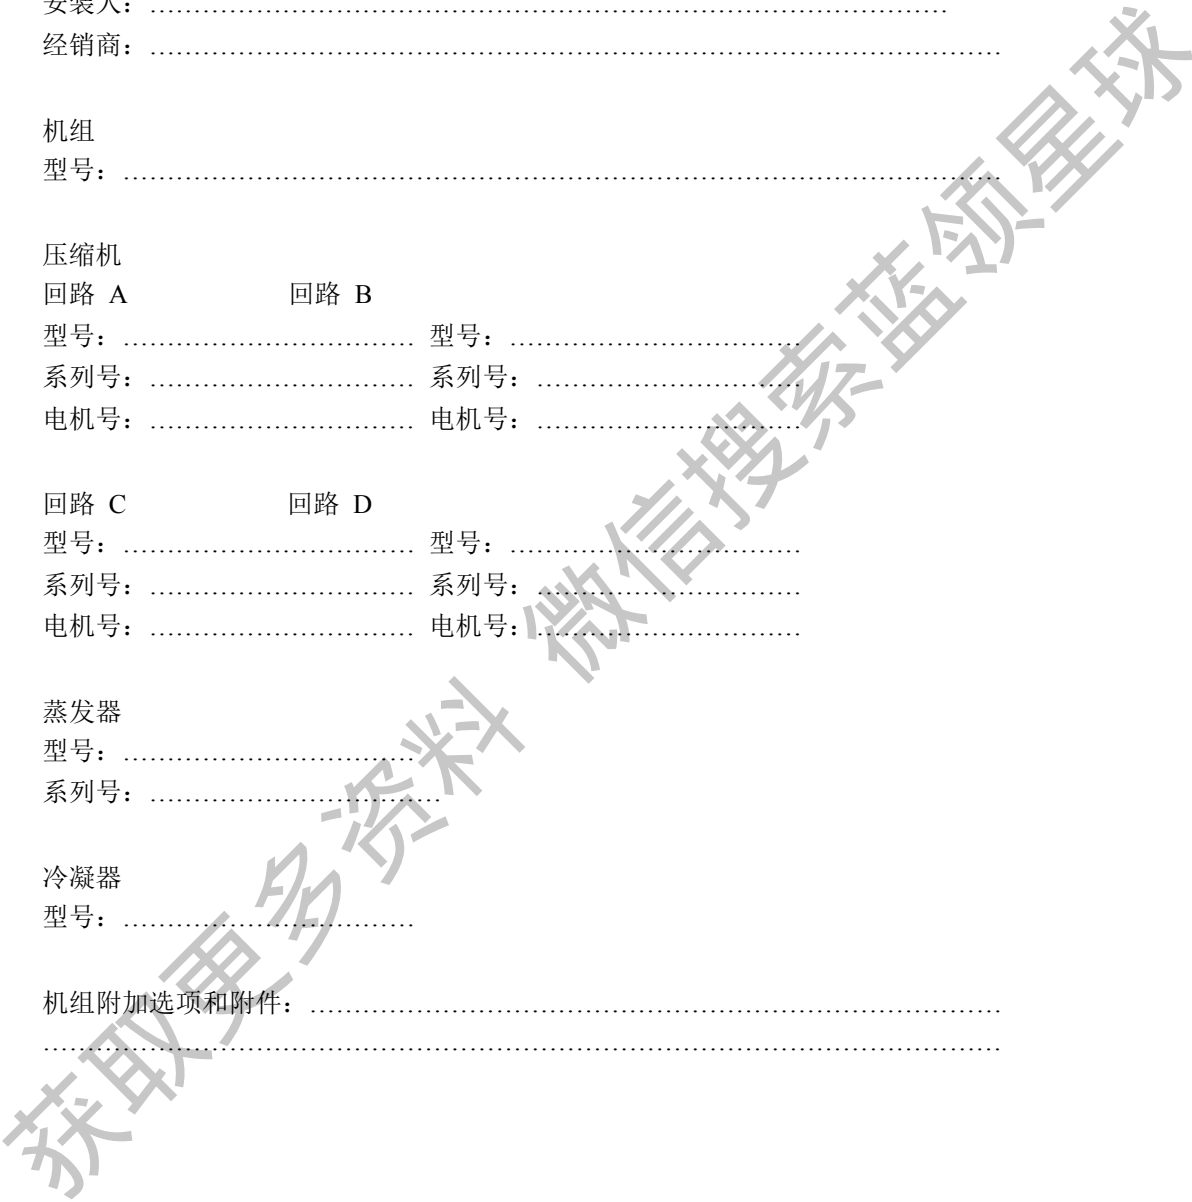 安装人：……………………………………………………………………………
经销商：…………………………………………………………………………………
机组
型号：……………………………………………………………………………………
压缩机
回路 A 回路 B
型号：…………………………… 型号：……………………………
系列号：………………………… 系列号：…………………………
电机号：………………………… 电机号：…………………………
回路 C 回路 D
型号：…………………………… 型号：……………………………
系列号：………………………… 系列号：…………………………
电机号：………………………… 电机号：…………………………
蒸发器
型号：……………………………
系列号：……………………………
冷凝器
型号：……………………………
机组附加选项和附件：……………………………………………………………………
………………………………………………………………………………………………
获取更多资料 微信搜索蓝领星球